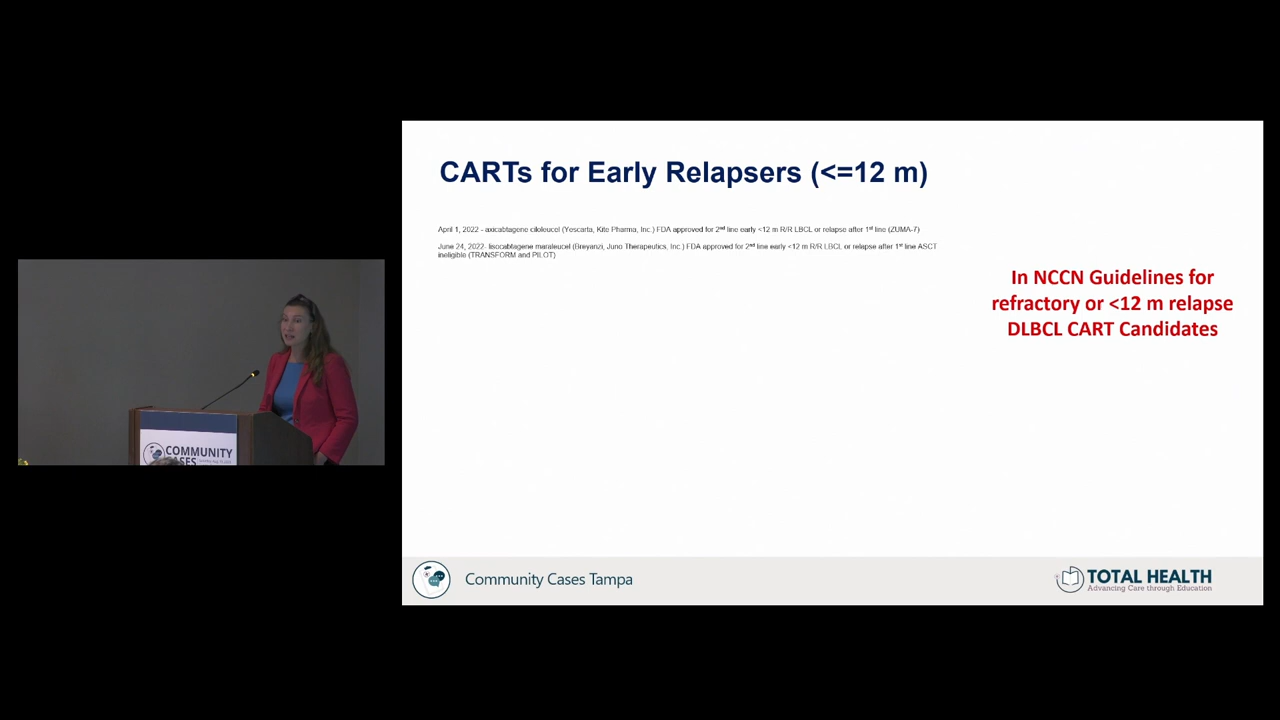 CARTs for Early Relapsers (<=12 m)
April 1, 2022 - axicabtagene ciloleucel (Yescarta, Kite Pharma, Inc.) FDA approved for 2nd line early <12 m R/R LBCL or relapse after 1st line (ZUMA-7)
June 24, 2022- lisocabtagene maraleucel (Breyanzi, Juno Therapeutics, Inc.) FDA approved for 2nd line early <12 m R/R LBCL or relapse after 1st line ASCT
ineligible (TRANSFORM and PILOT)
In NCCN Guidelines for
refractory or <12 m relapse
DLBCL CART Candidates
COMMUNITY
CASES
Community Cases Tampa
TOTAL HEALTH
Advancing Care through Education